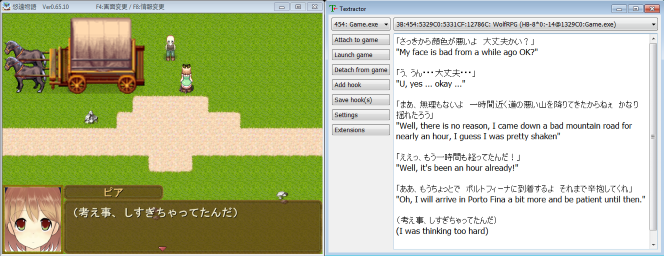 悠遠物語 Ver0.65.10 F4:画面変更 / F8:情報変更
ピア
（考え事、しすぎちゃってたんだ）
Textractor
454: Game.exe
38:454:5329C0:5331CF:12786C: WolfRPG (HB-8*0:-14@1329C0:Game.exe)
Attach to game
Launch game
Detach from game
Add hook
Save hook(s)
Settings
Extensions
「さっきから顔色が悪いよ　大丈夫かい？」
"My face is bad from a while ago OK?"
「う、うん・・・大丈夫・・・」
"U, yes ... okay ..."
「まあ、無理もないよ　一時間近く道の悪い山を降りてきたからねぇ　かなり
揺れたろう」
"Well, there is no reason, I came down a bad mountain road for
nearly an hour, I guess I was pretty shaken"
「ええっ、もう一時間も経ってたんだ！」
"Well, it's been an hour already!"
「ああ、もうちょっとで　ポルトフィーナに到着するよ　それまで辛抱してくれ」
"Oh, I will arrive in Porto Fina a bit more and be patient until then."
（考え事、しすぎちゃってたんだ）
(I was thinking too hard)